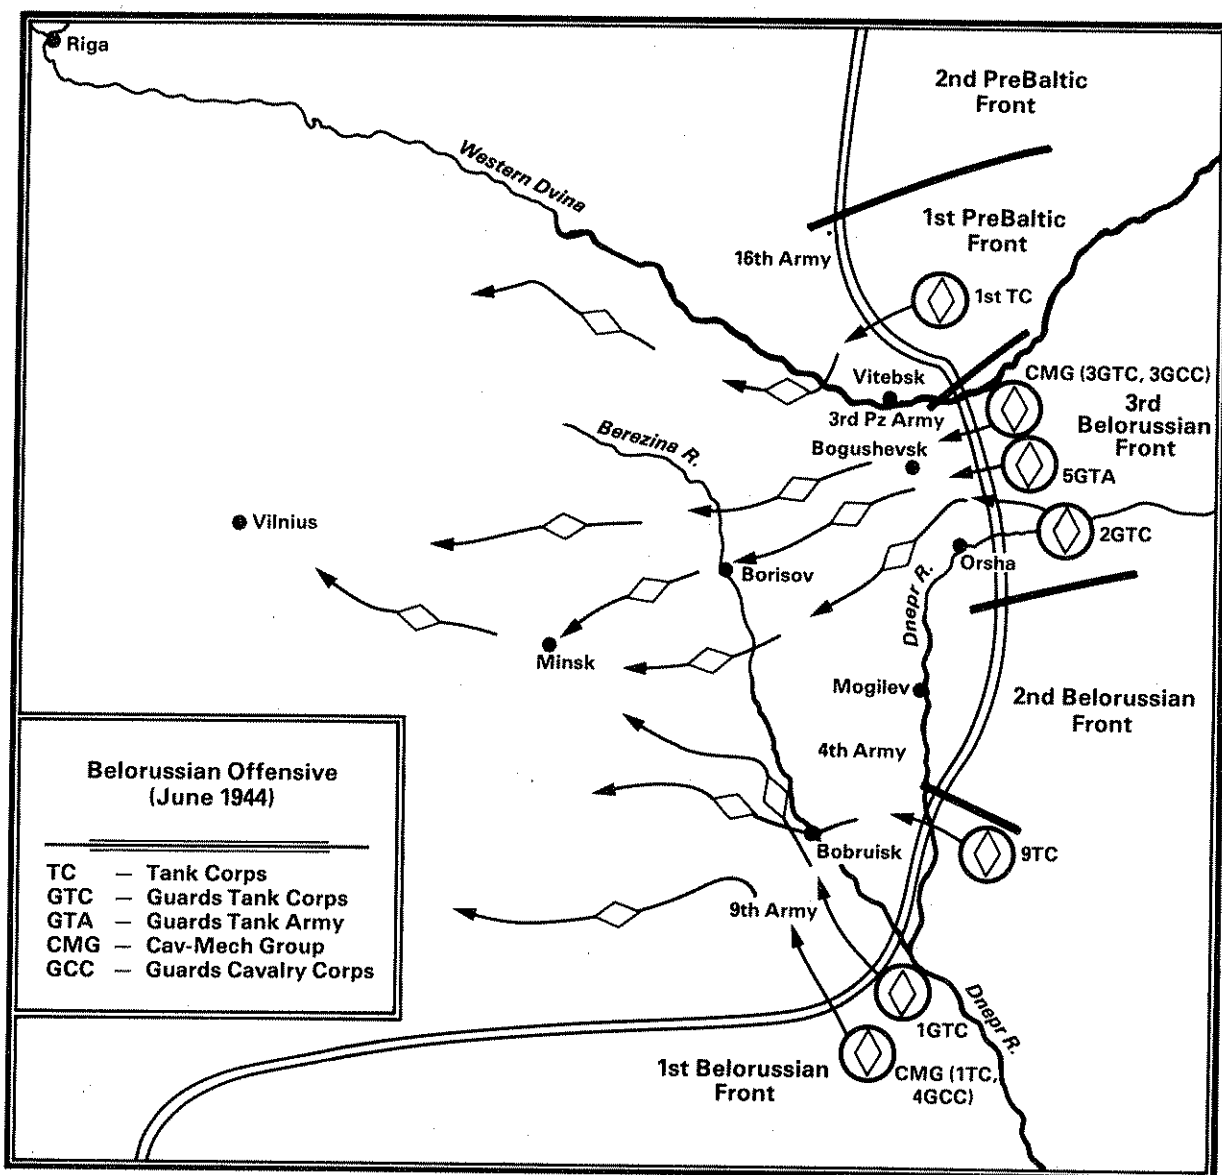 Riga
2nd PreBaltic
Front
Western Dvina
1st PreBaltic
Front
16th Army
1st TC
Vitebsk
CMG (3GTC, 3GCC)
3rd
Belorussian
Front
3rd Pz Army
Berezina R.
Bogushevsk
5GTA
Vilnius
2GTC
Orsha
Borisov
Dnepr R.
Minsk
Mogilev
2nd Belorussian
Front
4th Army
Belorussian Offensive
(June 1944)
TC — Tank Corps
GTC — Guards Tank Corps
GTA — Guards Tank Army
CMG — Cav-Mech Group
GCC — Guards Cavalry Corps
Bobruisk
9TC
9th Army
Dnepr R.
1GTC
1st Belorussian
Front
CMG (1TC,
4GCC)